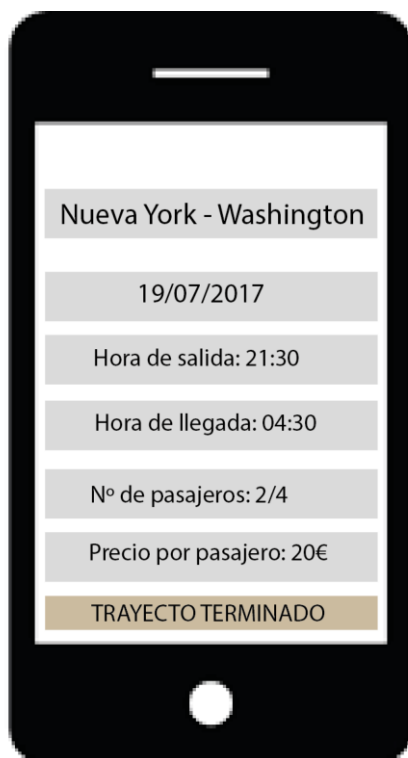 Nueva York - Washington
19/07/2017
Hora de salida: 21:30
Hora de llegada: 04:30
Nº de pasajeros: 2/4
Precio por pasajero: 20€
TRAYECTO TERMINADO